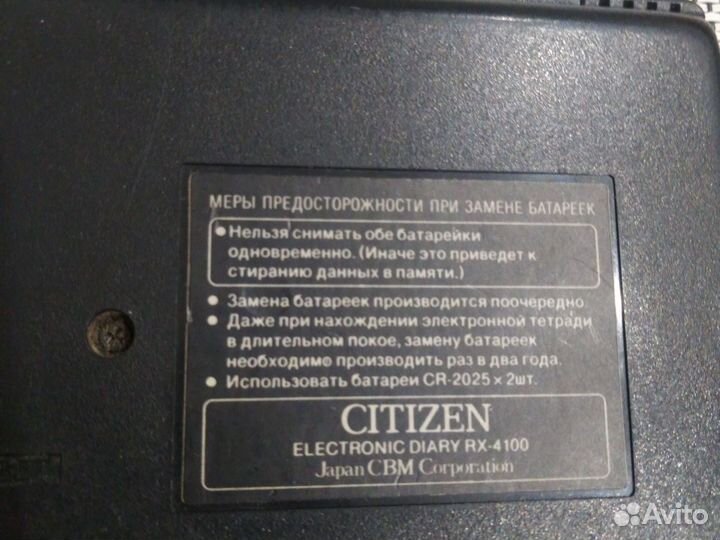 МЕРЫ ПРЕДОСТОРОЖНОСТИ ПРИ ЗАМЕНЕ БАТАРЕЕК
● Нельзя снимать обе батарейки
одновременно. (Иначе это приведет к
стиранию данных в памяти.)
● Замена батареек производится поочередно.
● Даже при нахождении электронной тетради
в длительном покое, замену батареек
необходимо производить раз в два года.
● Использовать батареи CR-2025 × 2шт.
CITIZEN
ELECTRONIC DIARY RX-4100
Japan CBM Corporation
Avito